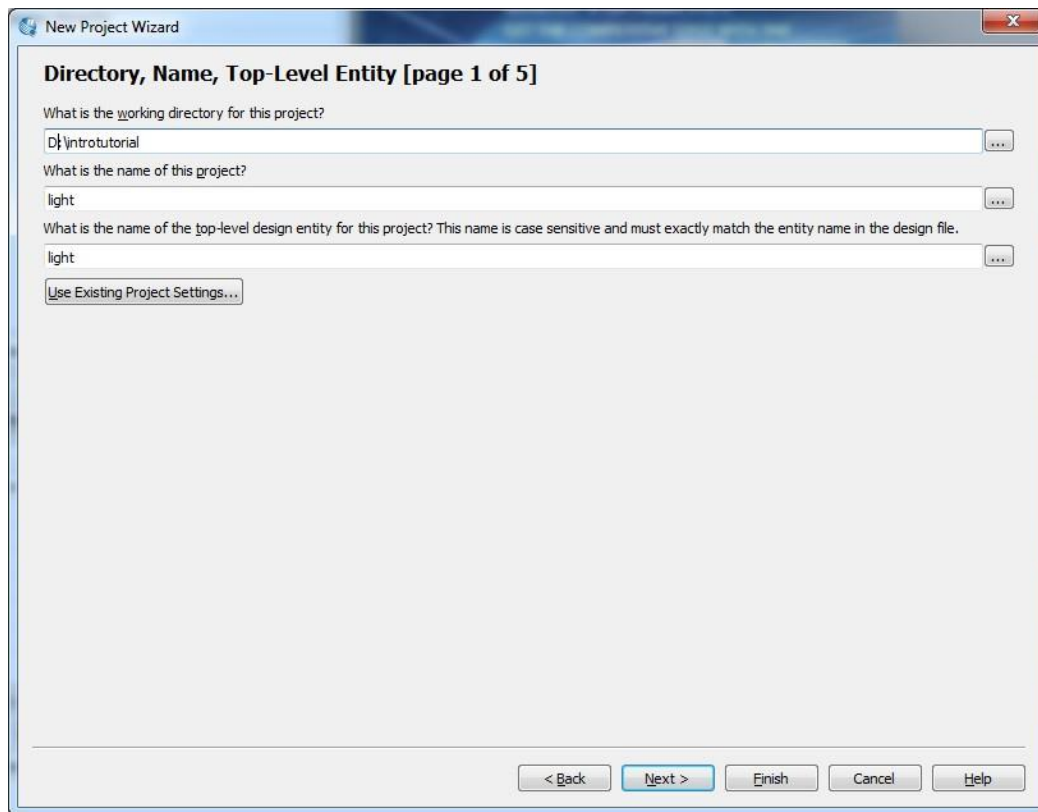 New Project Wizard
Directory, Name, Top-Level Entity [page 1 of 5]
What is the working directory for this project?
D:\introtutorial
...
What is the name of this project?
light
...
What is the name of the top-level design entity for this project? This name is case sensitive and must exactly match the entity name in the design file.
light
...
Use Existing Project Settings...
< Back
Next >
Finish
Cancel
Help